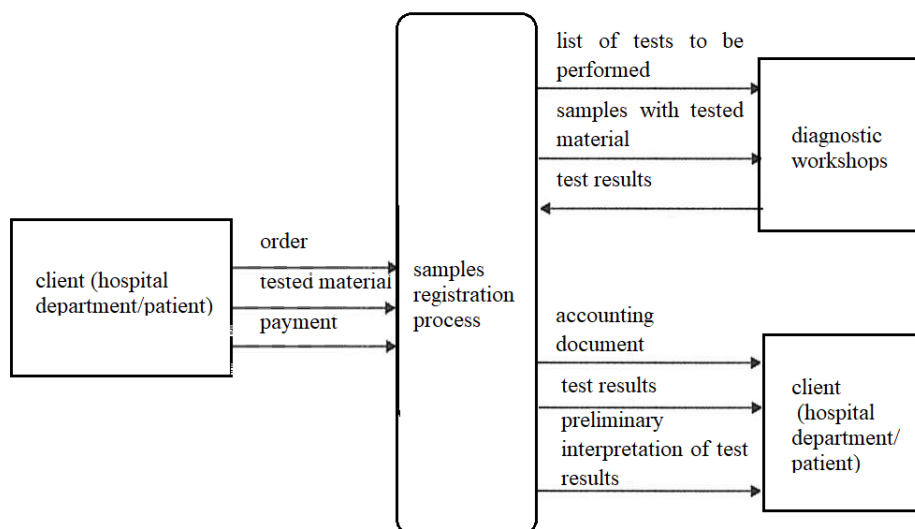 client (hospital
department/patient)
order
tested material
payment
samples
registration
process
list of tests to be
performed
samples with tested
material
test results
diagnostic
workshops
accounting
document
test results
preliminary
interpretation of test
results
client
(hospital
department/
patient)